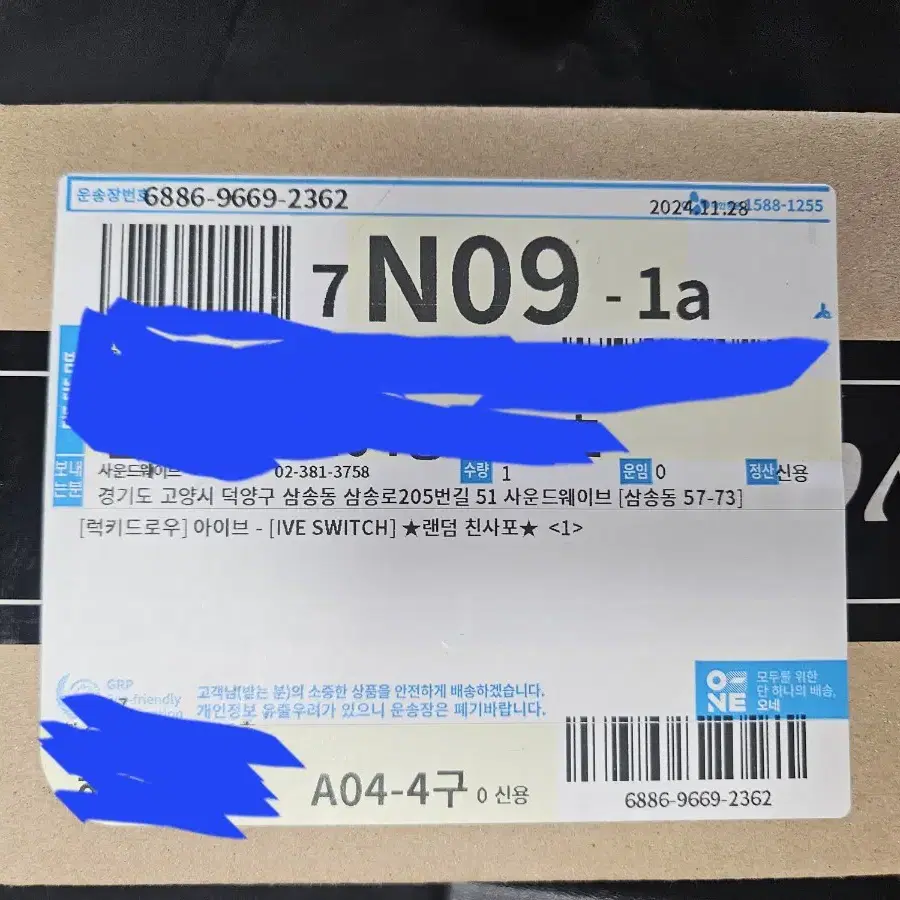 운송장번호 6886-9669-2362 2024.11.28 1588-1255
7 N09 - 1a
보내는분 사운드웨이브 02-381-3758 수량 1 운임 0 정산 신용
경기도 고양시 덕양구 삼송동 삼송로205번길 51 사운드웨이브 [삼송동 57-73]
[럭키드로우] 아이브 - [IVE SWITCH] ★랜덤 친사포★ <1>
GRP
friendly
고객님(받는 분)의 소중한 상품을 안전하게 배송하겠습니다.
개인정보 유출우려가 있으니 운송장은 폐기바랍니다.
O-NE
모두를 위한
단 하나의 배송,
오네
A04-4구 0 신용
6886-9669-2362